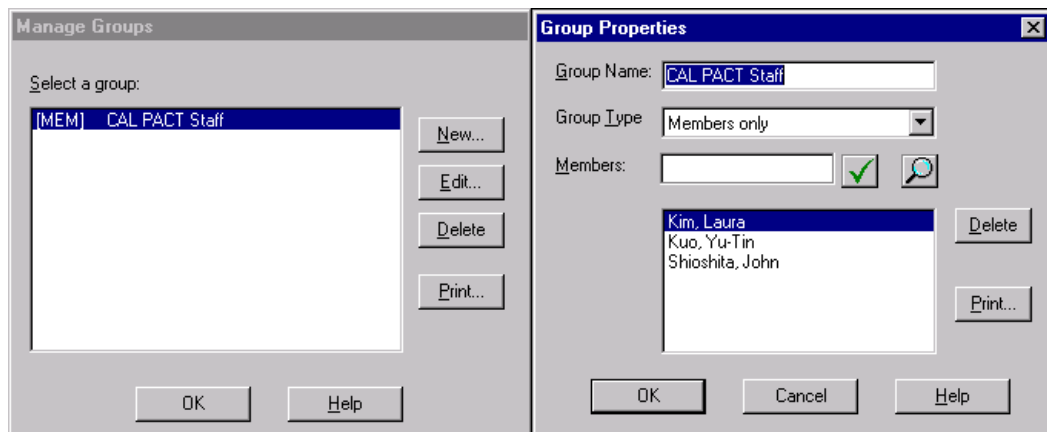 Manage Groups
Select a group:
[MEM] CAL PACT Staff
New...
Edit...
Delete
Print...
OK
Help
Group Properties
Group Name: CAL PACT Staff
Group Type Members only
Members:
Kim, Laura
Kuo, Yu-Tin
Shioshita, John
Delete
Print...
OK
Cancel
Help